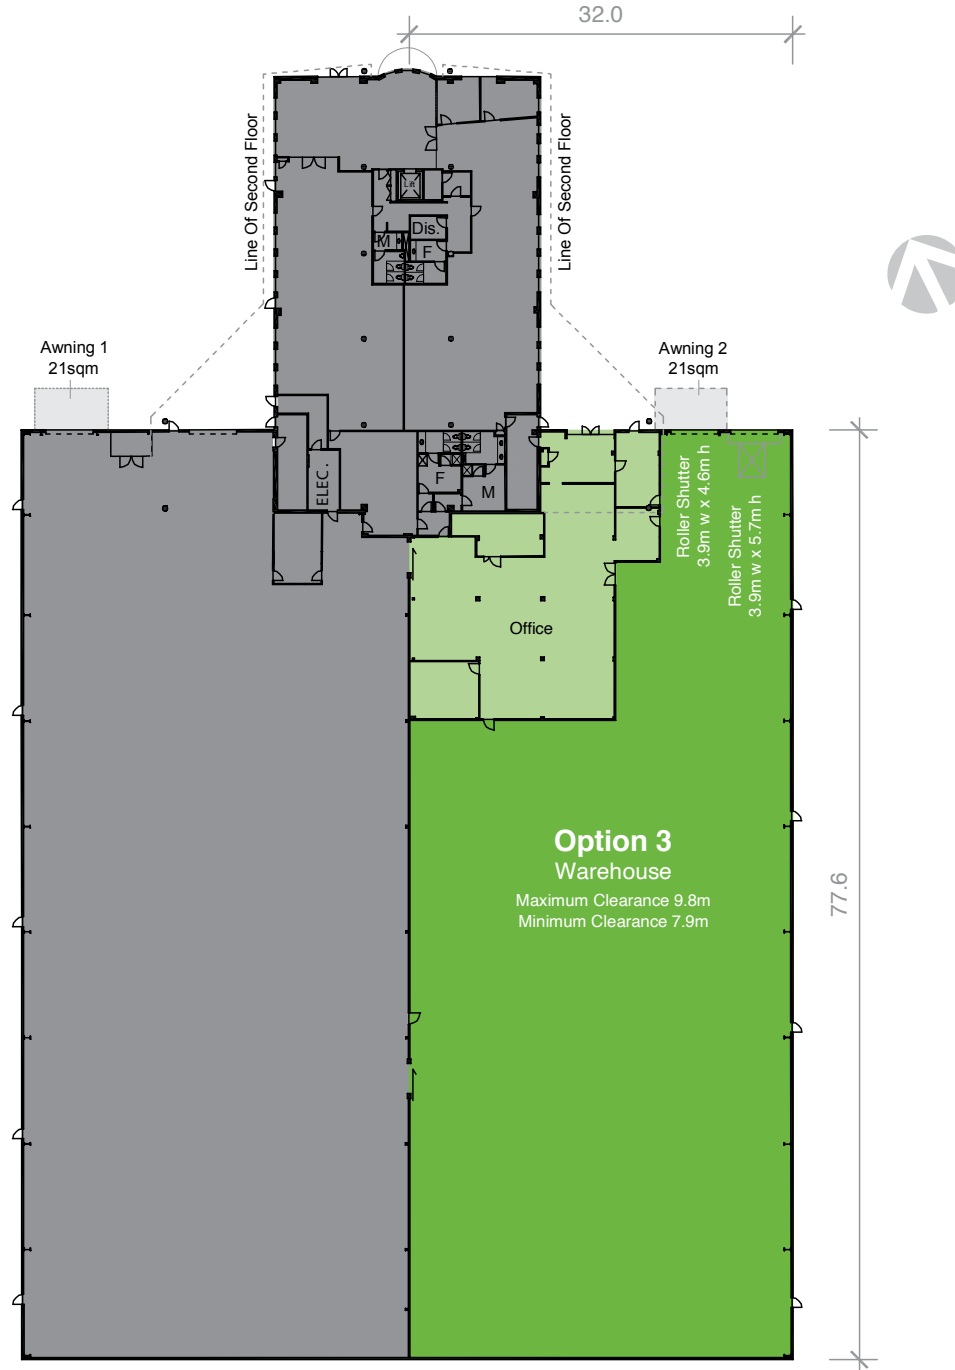 32.0
Line Of Second Floor
Line Of Second Floor
Lift
Dis.
M
F
Awning 1
21sqm
Awning 2
21sqm
ELEC.
F
M
Roller Shutter
3.9m w x 4.6m h
Roller Shutter
3.9m w x 5.7m h
Office
Option 3
Warehouse
Maximum Clearance 9.8m
Minimum Clearance 7.9m
77.6